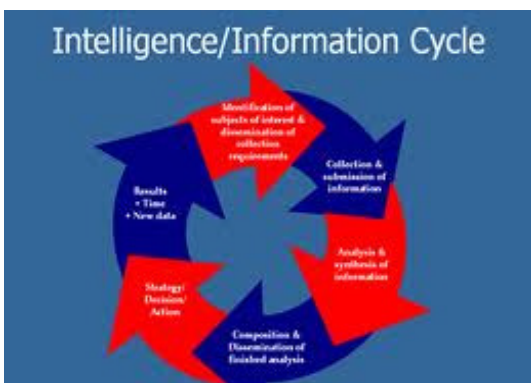 Intelligence/Information Cycle
Identification of
subjects of interest &
dissemination of
collection
requirements
Collection &
submission of
information
Analysis &
synthesis of
information
Composition &
Dissemination of
finished analysis
Strategy/
Decision/
Action
Results
+ Time
+ New data